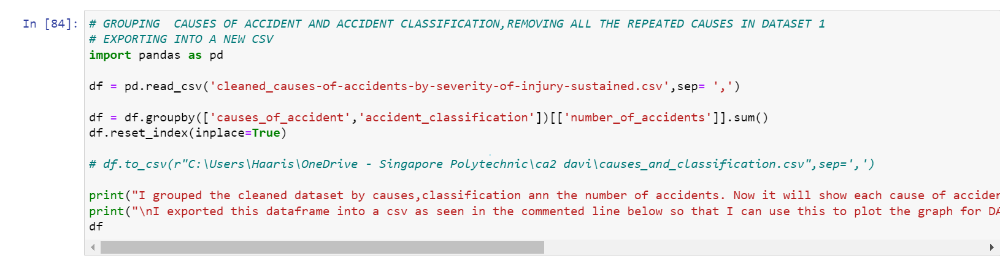 In [84]:
# GROUPING  CAUSES OF ACCIDENT AND ACCIDENT CLASSIFICATION,REMOVING ALL THE REPEATED CAUSES IN DATASET 1
# EXPORTING INTO A NEW CSV
import pandas as pd
df = pd.read_csv('cleaned_causes-of-accidents-by-severity-of-injury-sustained.csv',sep= ',')
df = df.groupby(['causes_of_accident','accident_classification'])[['number_of_accidents']].sum()
df.reset_index(inplace=True)
# df.to_csv(r"C:\Users\Haaris\OneDrive - Singapore Polytechnic\ca2 davi\causes_and_classification.csv",sep=',')
print("I grouped the cleaned dataset by causes,classification ann the number of accidents. Now it will show each cause of acciden
print("\nI exported this dataframe into a csv as seen in the commented line below so that I can use this to plot the graph for DA
df